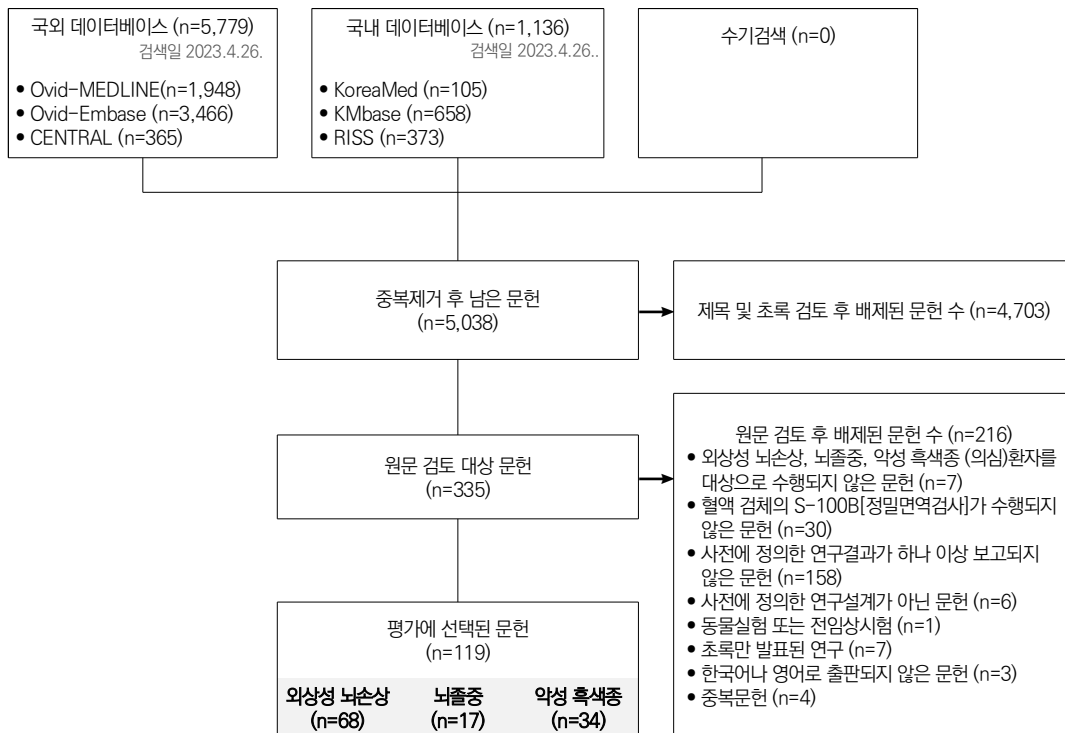 국외 데이터베이스 (n=5,779)
검색일 2023.4.26.
• Ovid-MEDLINE(n=1,948)
• Ovid-Embase (n=3,466)
• CENTRAL (n=365)
국내 데이터베이스 (n=1,136)
검색일 2023.4.26..
• KoreaMed (n=105)
• KMbase (n=658)
• RISS (n=373)
수기검색 (n=0)
중복제거 후 남은 문헌
(n=5,038)
제목 및 초록 검토 후 배제된 문헌 수 (n=4,703)
원문 검토 대상 문헌
(n=335)
원문 검토 후 배제된 문헌 수 (n=216)
• 외상성 뇌손상, 뇌졸중, 악성 흑색종 (의심)환자를
대상으로 수행되지 않은 문헌 (n=7)
• 혈액 검체의 S-100B[정밀면역검사]가 수행되지
않은 문헌 (n=30)
• 사전에 정의한 연구결과가 하나 이상 보고되지
않은 문헌 (n=158)
• 사전에 정의한 연구설계가 아닌 문헌 (n=6)
• 동물실험 또는 전임상시험 (n=1)
• 초록만 발표된 연구 (n=7)
• 한국어나 영어로 출판되지 않은 문헌 (n=3)
• 중복문헌 (n=4)
평가에 선택된 문헌
(n=119)
외상성 뇌손상 뇌졸중 악성 흑색종
(n=68) (n=17) (n=34)